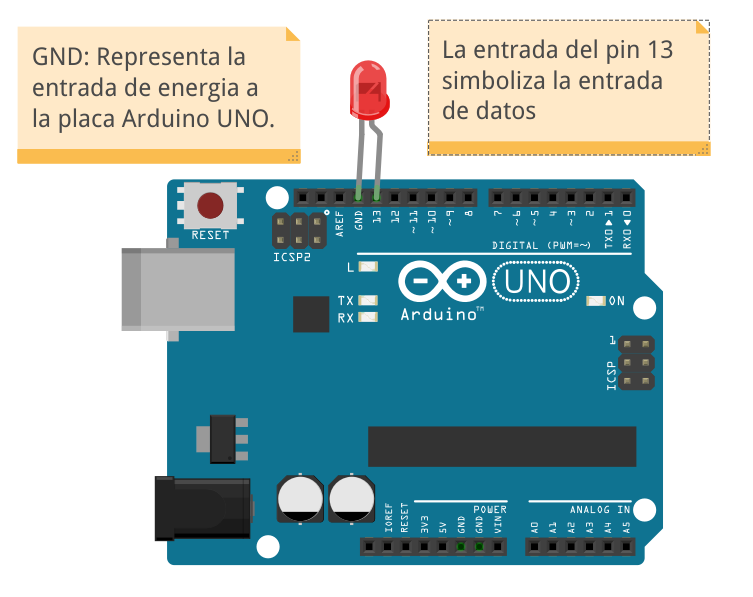 GND: Representa la
entrada de energia a
la placa Arduino UNO.
La entrada del pin 13
simboliza la entrada
de datos
RESET
ICSP2
AREF
GND
13
12
~11
~10
~9
8
7
~6
~5
4
~3
2
TX0▶1
RX0◀0
DIGITAL (PWM=~)
L
TX
RX
UNO
Arduino™
ON
1
ICSP
POWER
ANALOG IN
IOREF
RESET
3V3
5V
GND
GND
VIN
A0
A1
A2
A3
A4
A5